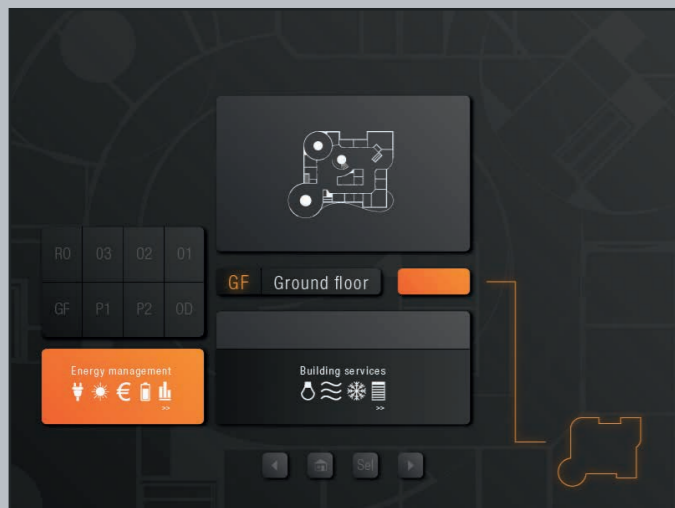 R0 03 02 01
GF Ground floor
GF P1 P2 0D
Energy management
€
>>
Building services
>>
Sel